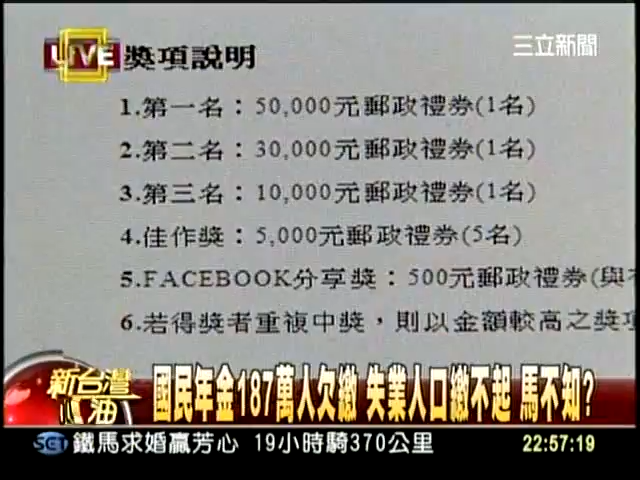 LIVE
三立新聞
獎項說明
1.第一名：50,000元郵政禮券(1名)
2.第二名：30,000元郵政禮券(1名)
3.第三名：10,000元郵政禮券(1名)
4.佳作獎：5,000元郵政禮券(5名)
5.FACEBOOK分享獎：500元郵政禮券(與
6.若得獎者重複中獎，則以金額較高之獎項
新台灣
加油
國民年金187萬人欠繳 失業人口繳不起 馬不知?
SET 鐵馬求婚贏芳心 19小時騎370公里
22:57:19